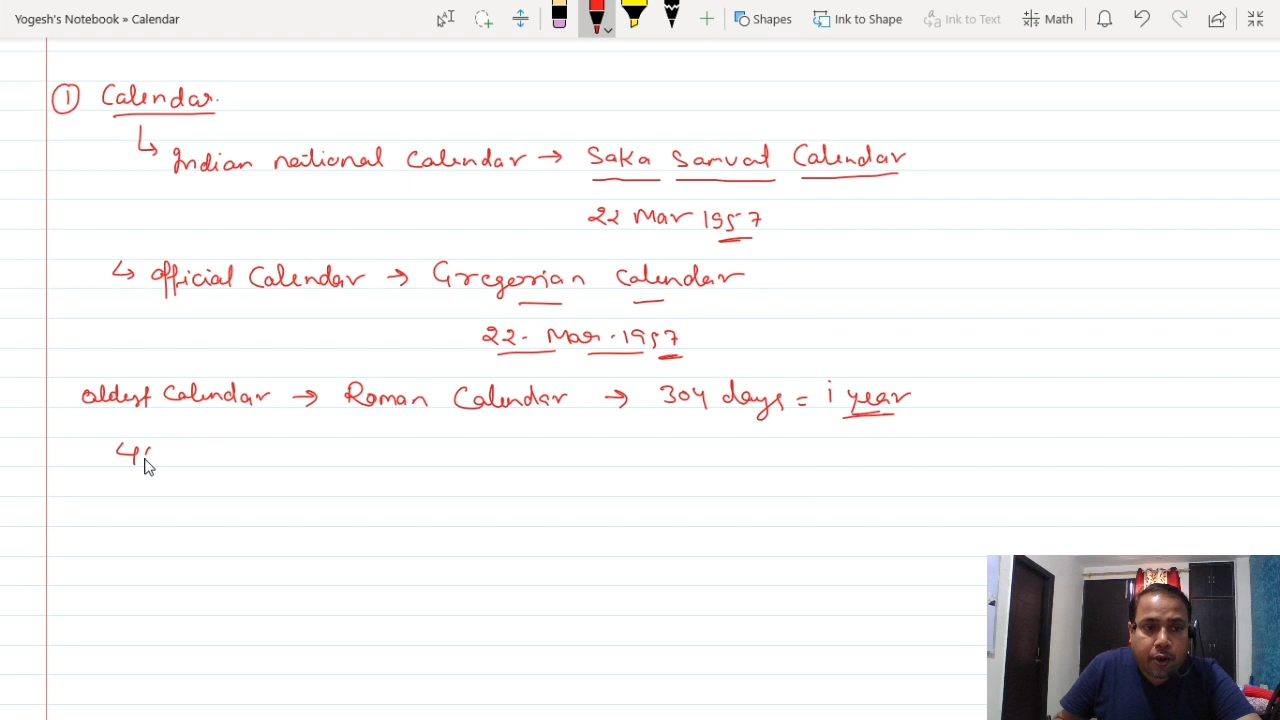 Yogesh's Notebook » Calendar
Shapes
Ink to Shape
Ink to Text
Math
① Calendar.
↳ Indian national Calendar → Saka Samvat Calendar
22 Mar 1957
↳ official Calendar → Gregorian calendar
22. Mar. 1957
oldest Calendar → Roman Calendar → 304 days = 1 year